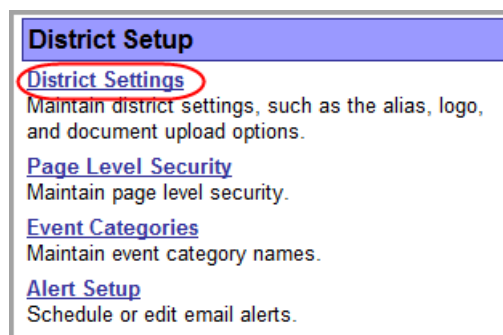 District Setup
District Settings
Maintain district settings, such as the alias, logo,
and document upload options.
Page Level Security
Maintain page level security.
Event Categories
Maintain event category names.
Alert Setup
Schedule or edit email alerts.